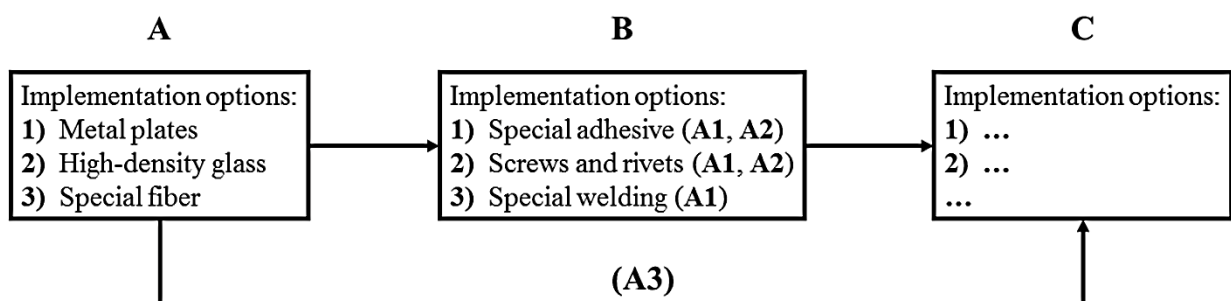 A
B
C
Implementation options:
1) Metal plates
2) High-density glass
3) Special fiber
Implementation options:
1) Special adhesive (A1, A2)
2) Screws and rivets (A1, A2)
3) Special welding (A1)
Implementation options:
1) ...
2) ...
...
(A3)